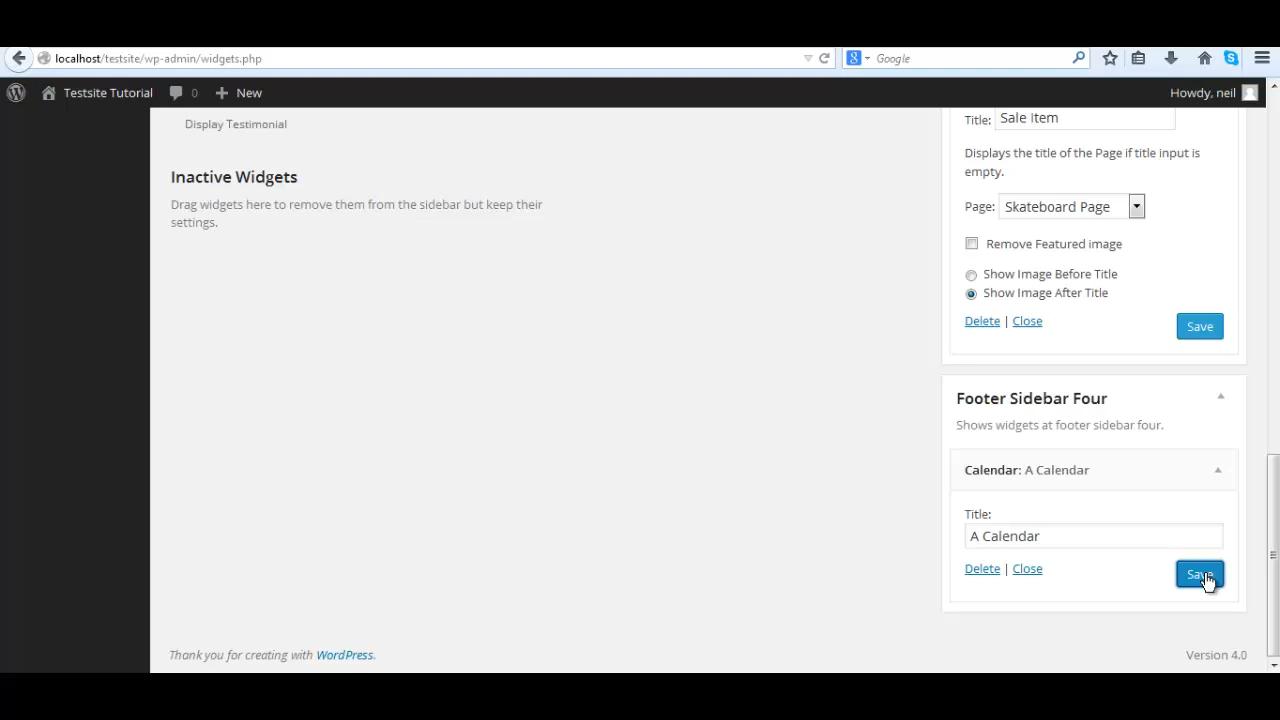 localhost/testsite/wp-admin/widgets.php
Google
Testsite Tutorial 0 New
Howdy, neil
Display Testimonial
Inactive Widgets
Drag widgets here to remove them from the sidebar but keep their
settings.
Title: Sale item
Displays the title of the Page if title input is
empty.
Page: Skateboard Page
Remove Featured image
Show Image Before Title
Show Image After Title
Delete | Close
Save
Footer Sidebar Four
Shows widgets at footer sidebar four.
Calendar: A Calendar
Title:
A Calendar
Delete | Close
Save
Thank you for creating with WordPress.
Version 4.0